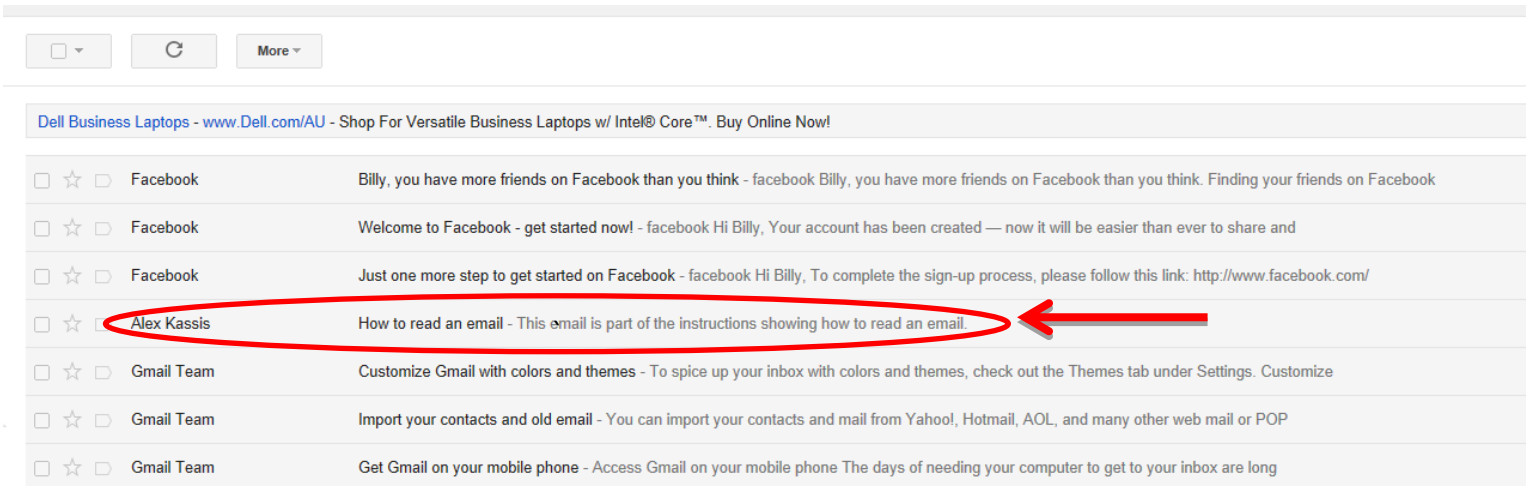 More
Dell Business Laptops - www.Dell.com/AU - Shop For Versatile Business Laptops w/ Intel® Core™. Buy Online Now!
Facebook Billy, you have more friends on Facebook than you think - facebook Billy, you have more friends on Facebook than you think. Finding your friends on Facebook
Facebook Welcome to Facebook - get started now! - facebook Hi Billy, Your account has been created — now it will be easier than ever to share and
Facebook Just one more step to get started on Facebook - facebook Hi Billy, To complete the sign-up process, please follow this link: http://www.facebook.com/
Alex Kassis How to read an email - This email is part of the instructions showing how to read an email.
Gmail Team Customize Gmail with colors and themes - To spice up your inbox with colors and themes, check out the Themes tab under Settings. Customize
Gmail Team Import your contacts and old email - You can import your contacts and mail from Yahoo!, Hotmail, AOL, and many other web mail or POP
Gmail Team Get Gmail on your mobile phone - Access Gmail on your mobile phone The days of needing your computer to get to your inbox are long